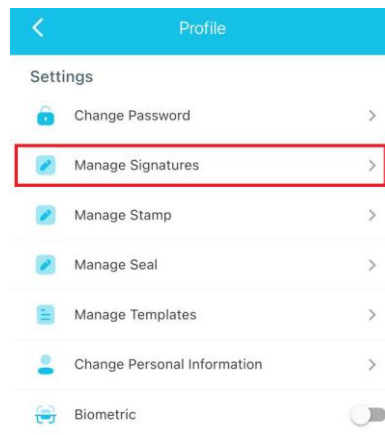 Profile
Settings
Change Password
Manage Signatures
Manage Stamp
Manage Seal
Manage Templates
Change Personal Information
Biometric